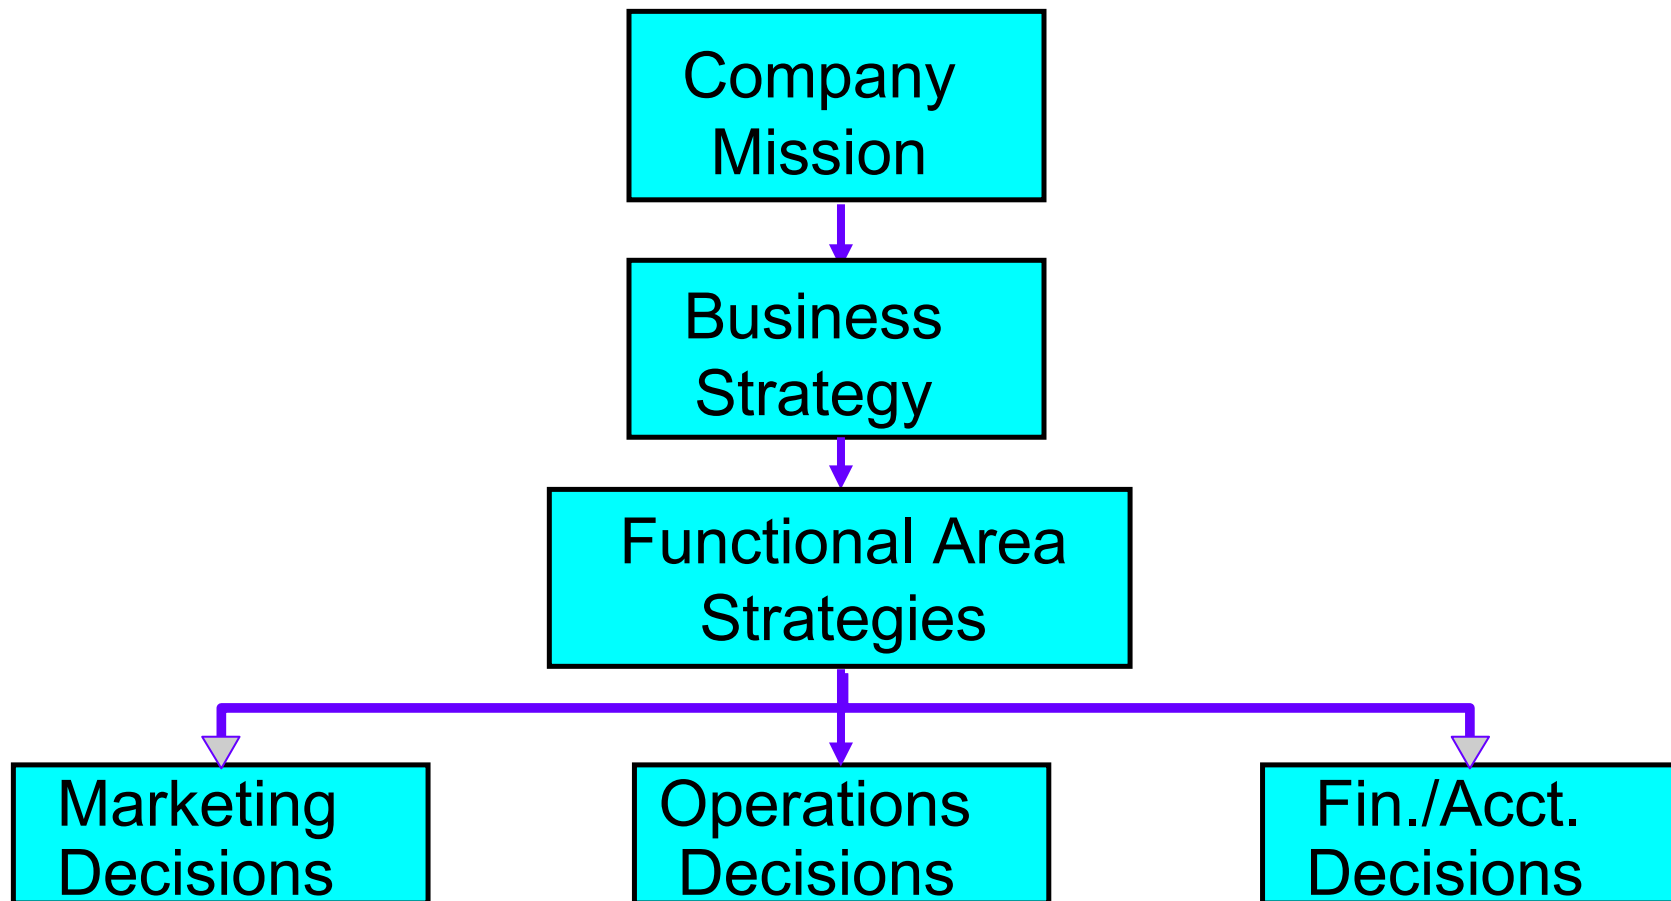 Company
Mission
Business
Strategy
Functional Area
Strategies
Marketing
Decisions
Operations
Decisions
Fin./Acct.
Decisions